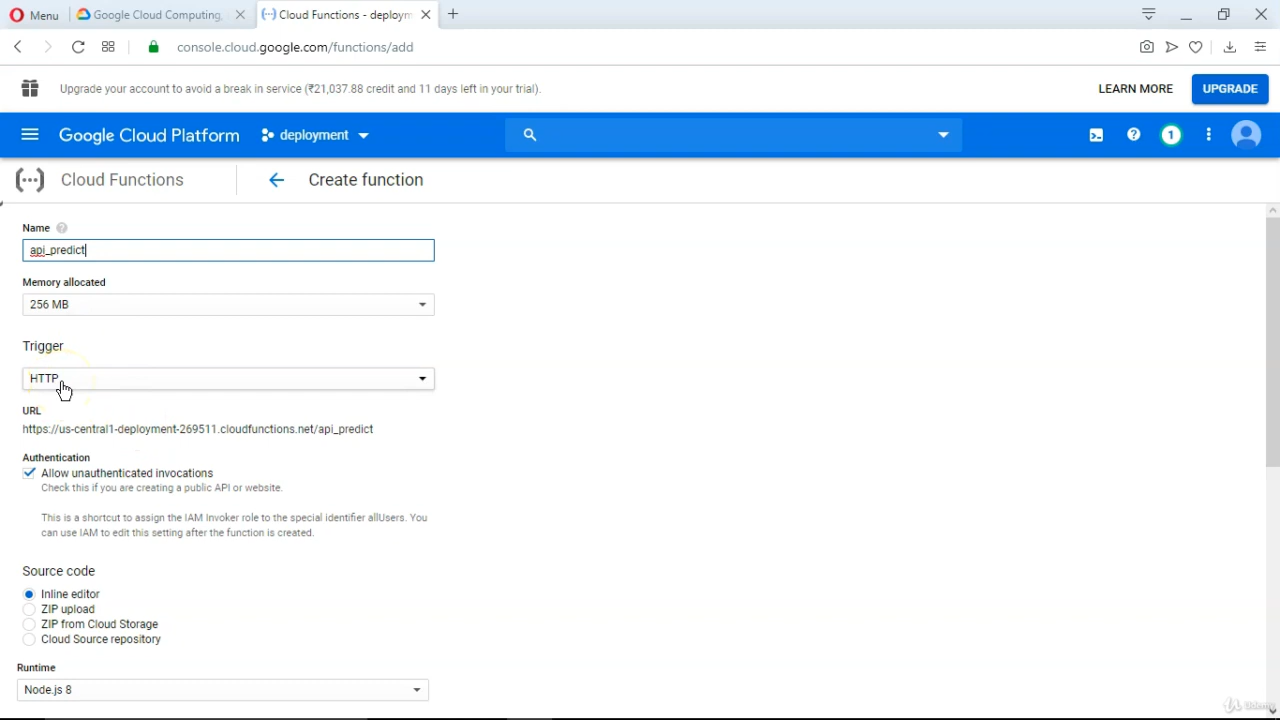 Menu
Google Cloud Computing,
Cloud Functions - deploym
console.cloud.google.com/functions/add
Upgrade your account to avoid a break in service (₹21,037.88 credit and 11 days left in your trial).
LEARN MORE
UPGRADE
Google Cloud Platform
deployment
1
Cloud Functions
Create function
Name
api_predict
Memory allocated
256 MB
Trigger
HTTP
URL
https://us-central1-deployment-269511.cloudfunctions.net/api_predict
Authentication
Allow unauthenticated invocations
Check this if you are creating a public API or website.
This is a shortcut to assign the IAM Invoker role to the special identifier allUsers. You
can use IAM to edit this setting after the function is created.
Source code
Inline editor
ZIP upload
ZIP from Cloud Storage
Cloud Source repository
Runtime
Node.js 8
Udemy